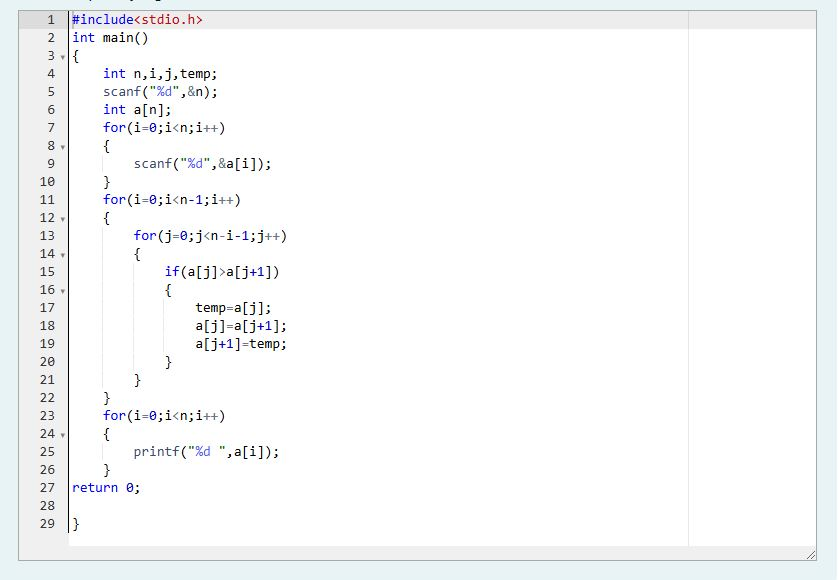 1 #include<stdio.h>
2 int main()
3 {
4     int n,i,j,temp;
5     scanf("%d",&n);
6     int a[n];
7     for(i=0;i<n;i++)
8     {
9         scanf("%d",&a[i]);
10     }
11     for(i=0;i<n-1;i++)
12     {
13         for(j=0;j<n-i-1;j++)
14         {
15             if(a[j]>a[j+1])
16             {
17                 temp=a[j];
18                 a[j]=a[j+1];
19                 a[j+1]=temp;
20             }
21         }
22     }
23     for(i=0;i<n;i++)
24     {
25         printf("%d ",a[i]);
26     }
27 return 0;
28
29 }